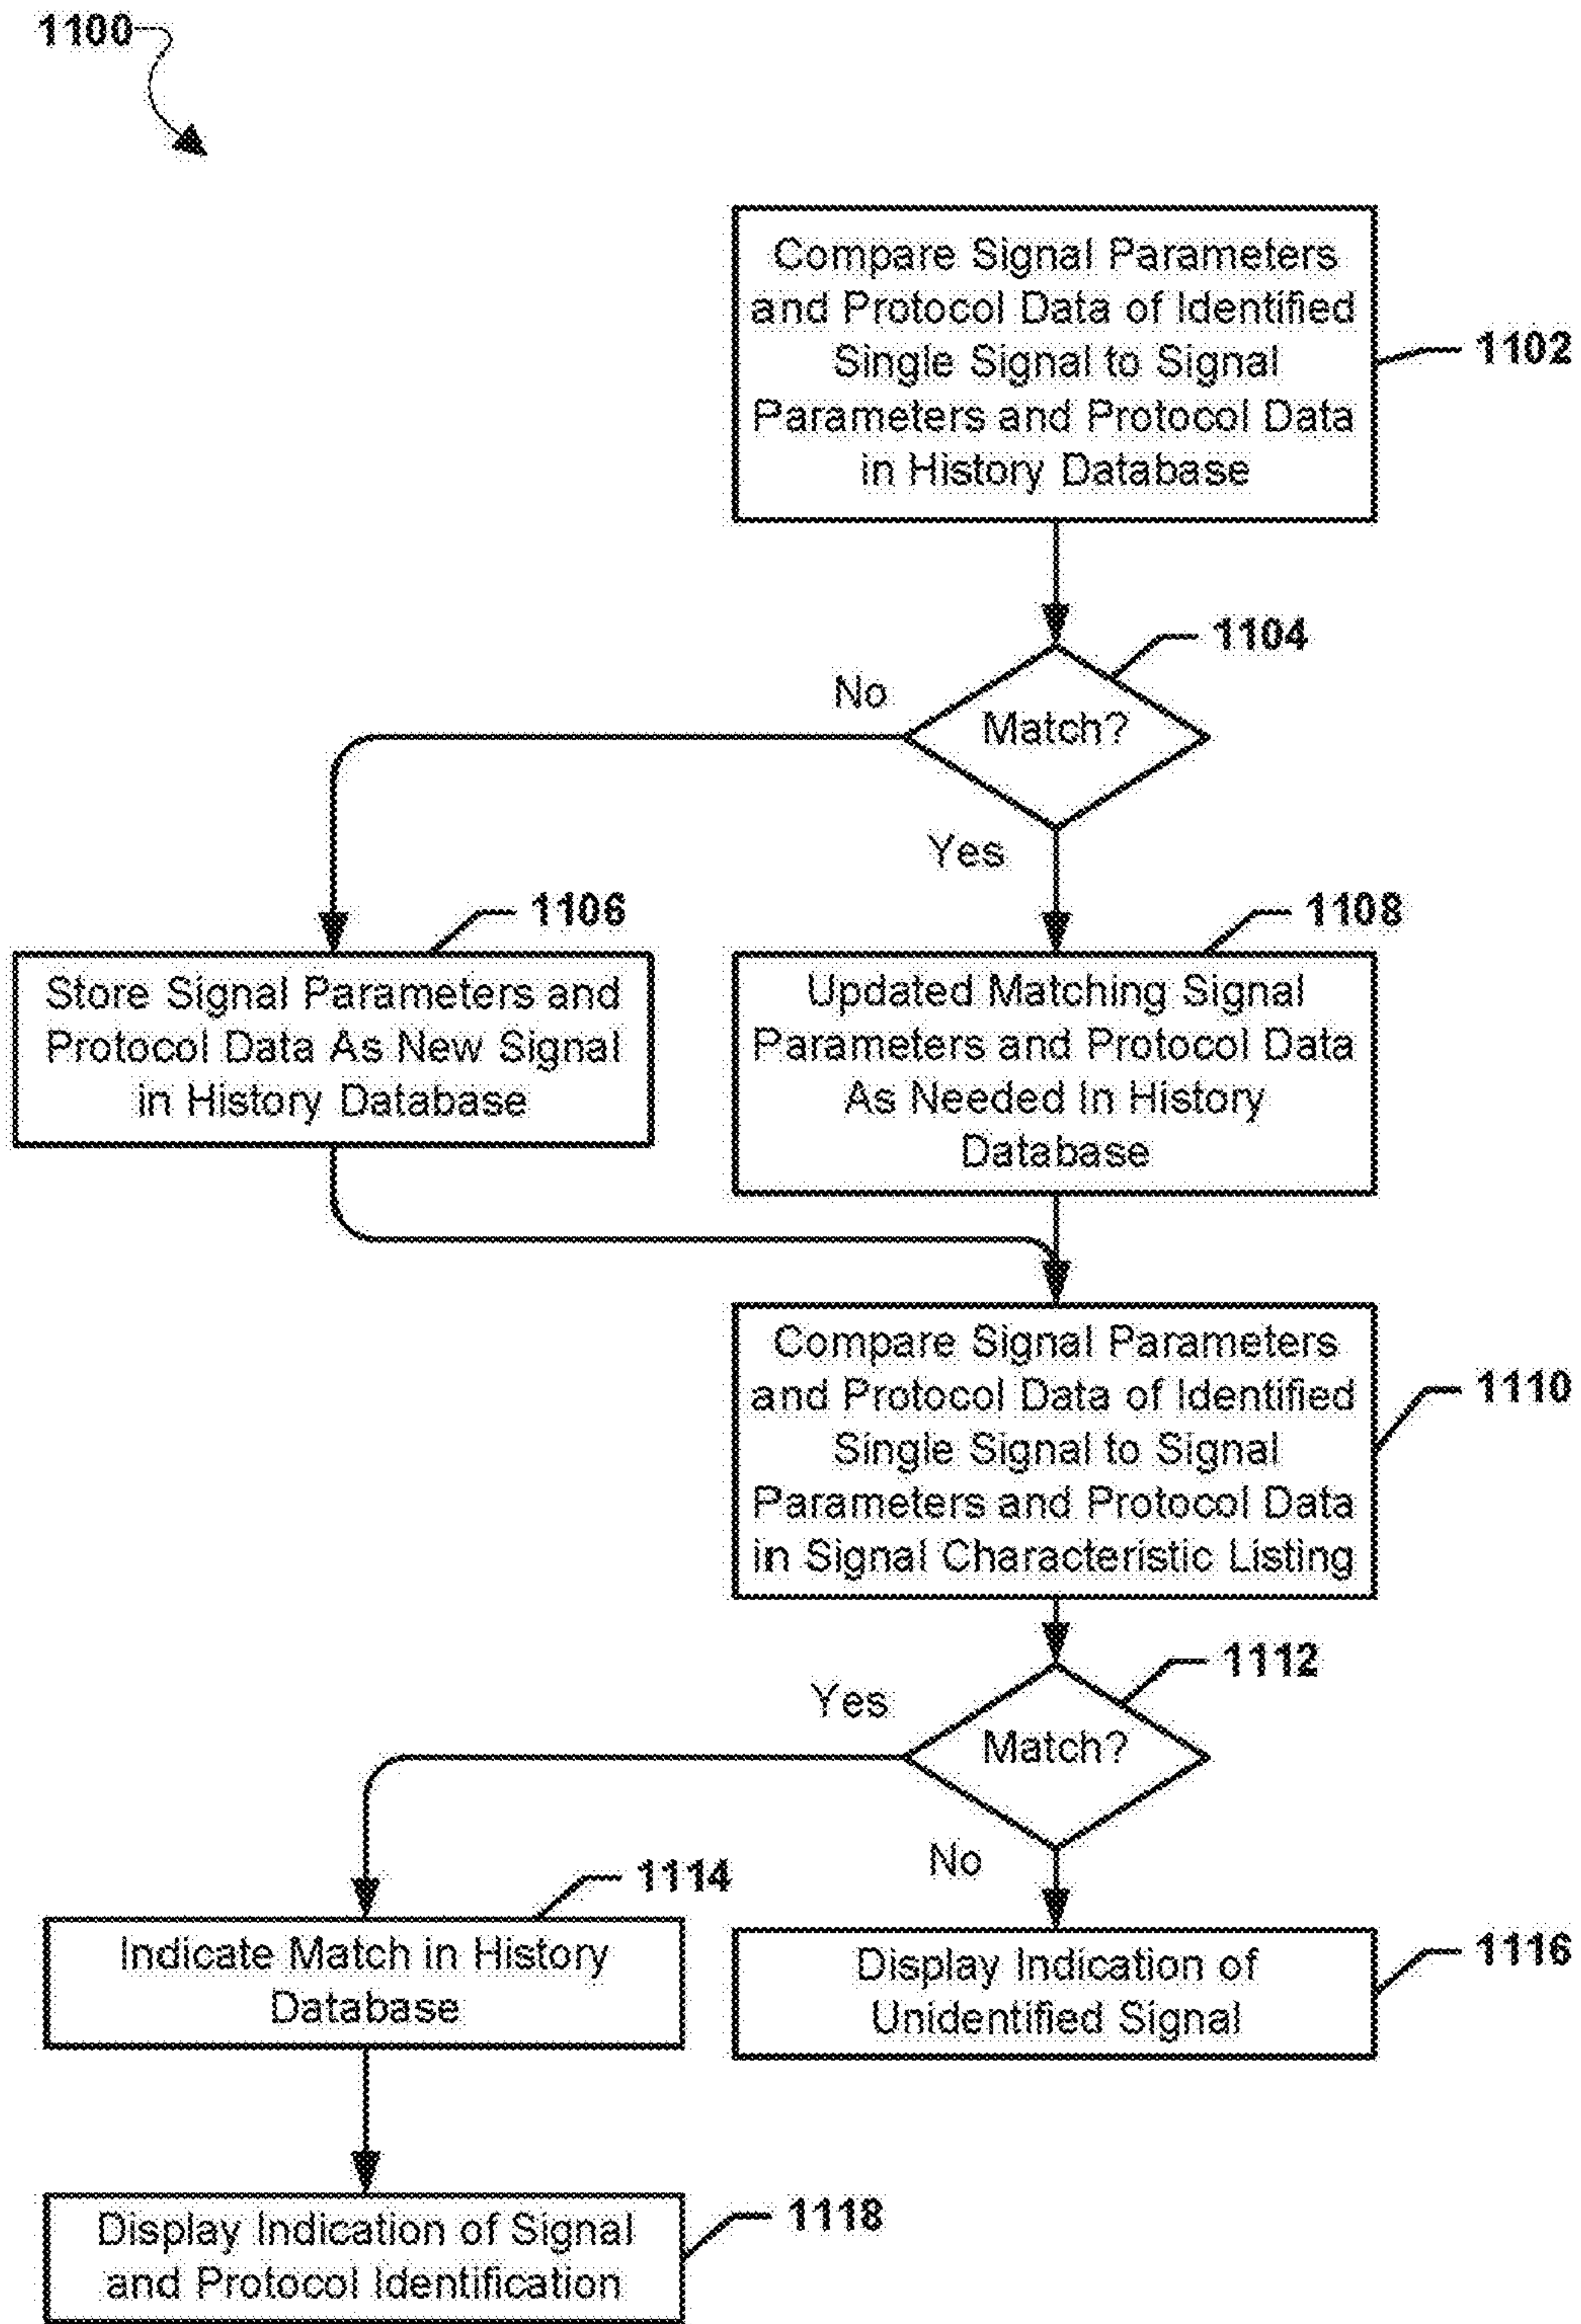 1100
Compare Signal Parameters
and Protocol Data of Identified
Single Signal to Signal
Parameters and Protocol Data
in History Database
1102
1104
No
Match?
Yes
1106
1108
Store Signal Parameters and
Protocol Data As New Signal
in History Database
Updated Matching Signal
Parameters and Protocol Data
As Needed In History
Database
Compare Signal Parameters
and Protocol Data of Identified
Single Signal to Signal
Parameters and Protocol Data
in Signal Characteristic Listing
1110
1112
Yes
Match?
No
1114
Indicate Match in History
Database
Display Indication of
Unidentified Signal
1116
Display Indication of Signal
and Protocol Identification
1118